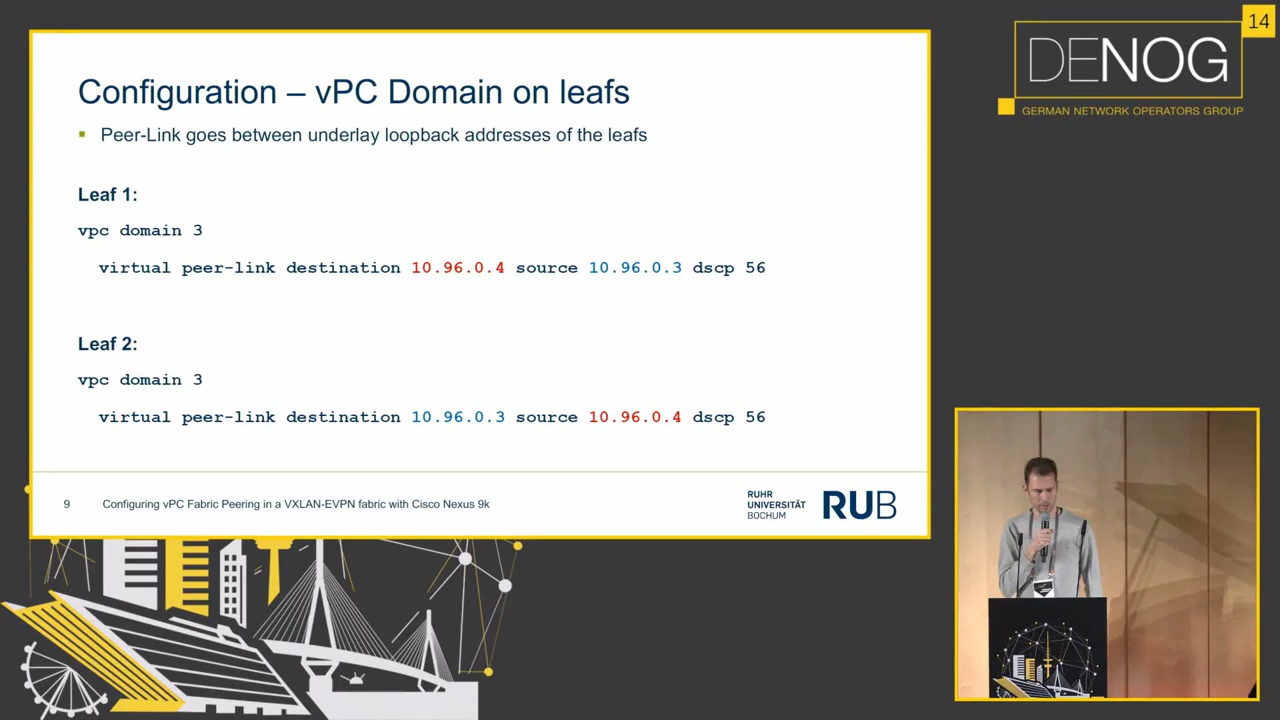 Configuration – vPC Domain on leafs
Peer-Link goes between underlay loopback addresses of the leafs
Leaf 1:
vpc domain 3
virtual peer-link destination 10.96.0.4 source 10.96.0.3 dscp 56
Leaf 2:
vpc domain 3
virtual peer-link destination 10.96.0.3 source 10.96.0.4 dscp 56
9
Configuring vPC Fabric Peering in a VXLAN-EVPN fabric with Cisco Nexus 9k
RUHR
UNIVERSITÄT
BOCHUM
RUB
14
DENOG
GERMAN NETWORK OPERATORS GROUP